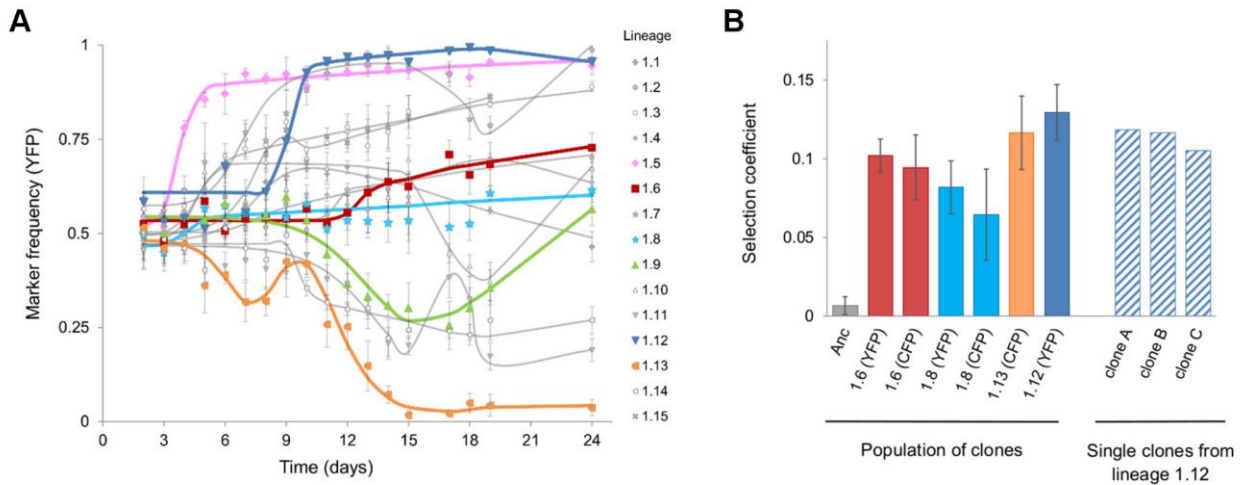 A
Marker frequency (YFP)
1
0.75
0.5
0.25
0
0 3 6 9 12 15 18 21 24
Time (days)
Lineage
1.1
1.2
1.3
1.4
1.5
1.6
1.7
1.8
1.9
1.10
1.11
1.12
1.13
1.14
1.15
B
Selection coefficient
0.15
0.1
0.05
0
Anc
1.6 (YFP)
1.6 (CFP)
1.8 (YFP)
1.8 (CFP)
1.13 (CFP)
1.12 (YFP)
clone A
clone B
clone C
Population of clones
Single clones from
lineage 1.12